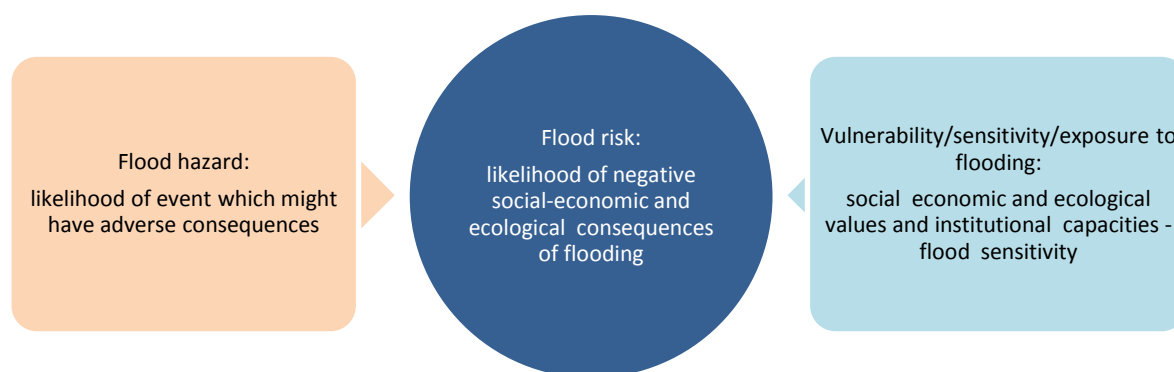 Flood hazard:
likelihood of event which might
have adverse consequences
Flood risk:
likelihood of negative
social-economic and
ecological consequences
of flooding
Vulnerability/sensitivity/exposure to
flooding:
social economic and ecological
values and institutional capacities -
flood sensitivity